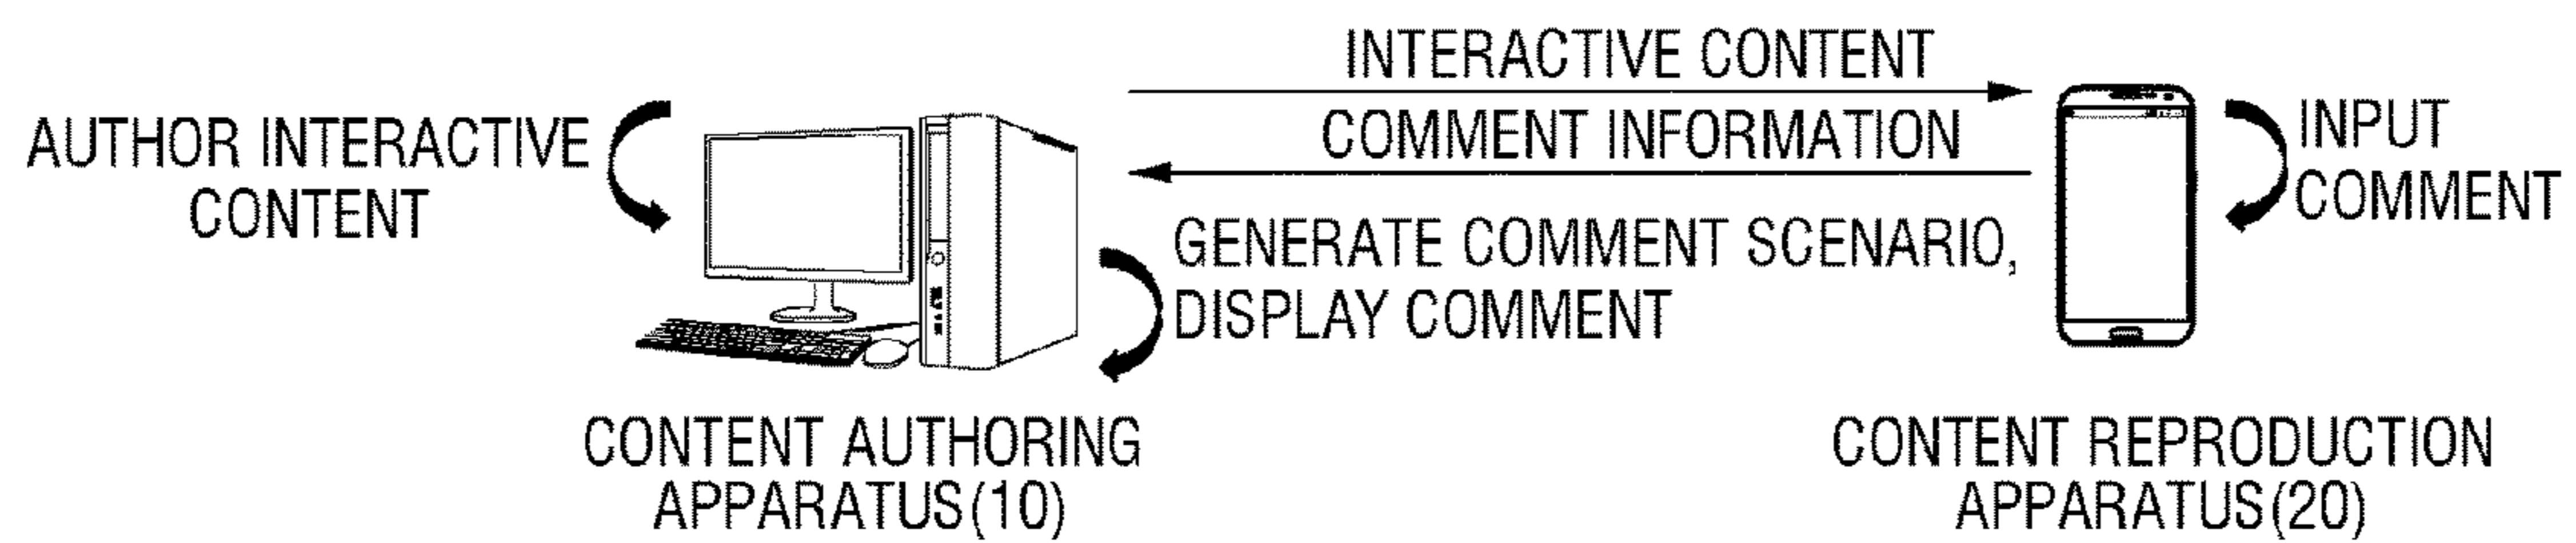 AUTHOR INTERACTIVE
CONTENT
INTERACTIVE CONTENT
COMMENT INFORMATION
GENERATE COMMENT SCENARIO,
DISPLAY COMMENT
INPUT
COMMENT
CONTENT AUTHORING
APPARATUS(10)
CONTENT REPRODUCTION
APPARATUS(20)